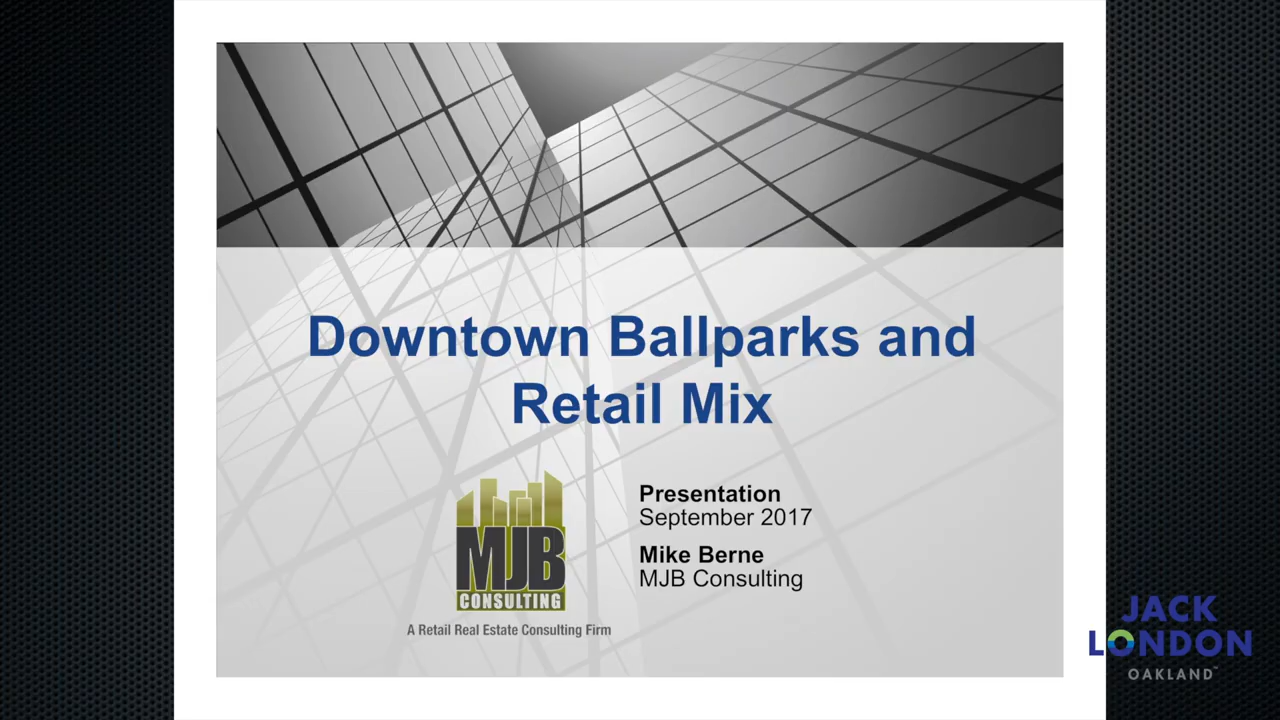 Downtown Ballparks and
Retail Mix
MJB
CONSULTING
A Retail Real Estate Consulting Firm
Presentation
September 2017
Mike Berne
MJB Consulting
JACK
LONDON
OAKLAND™